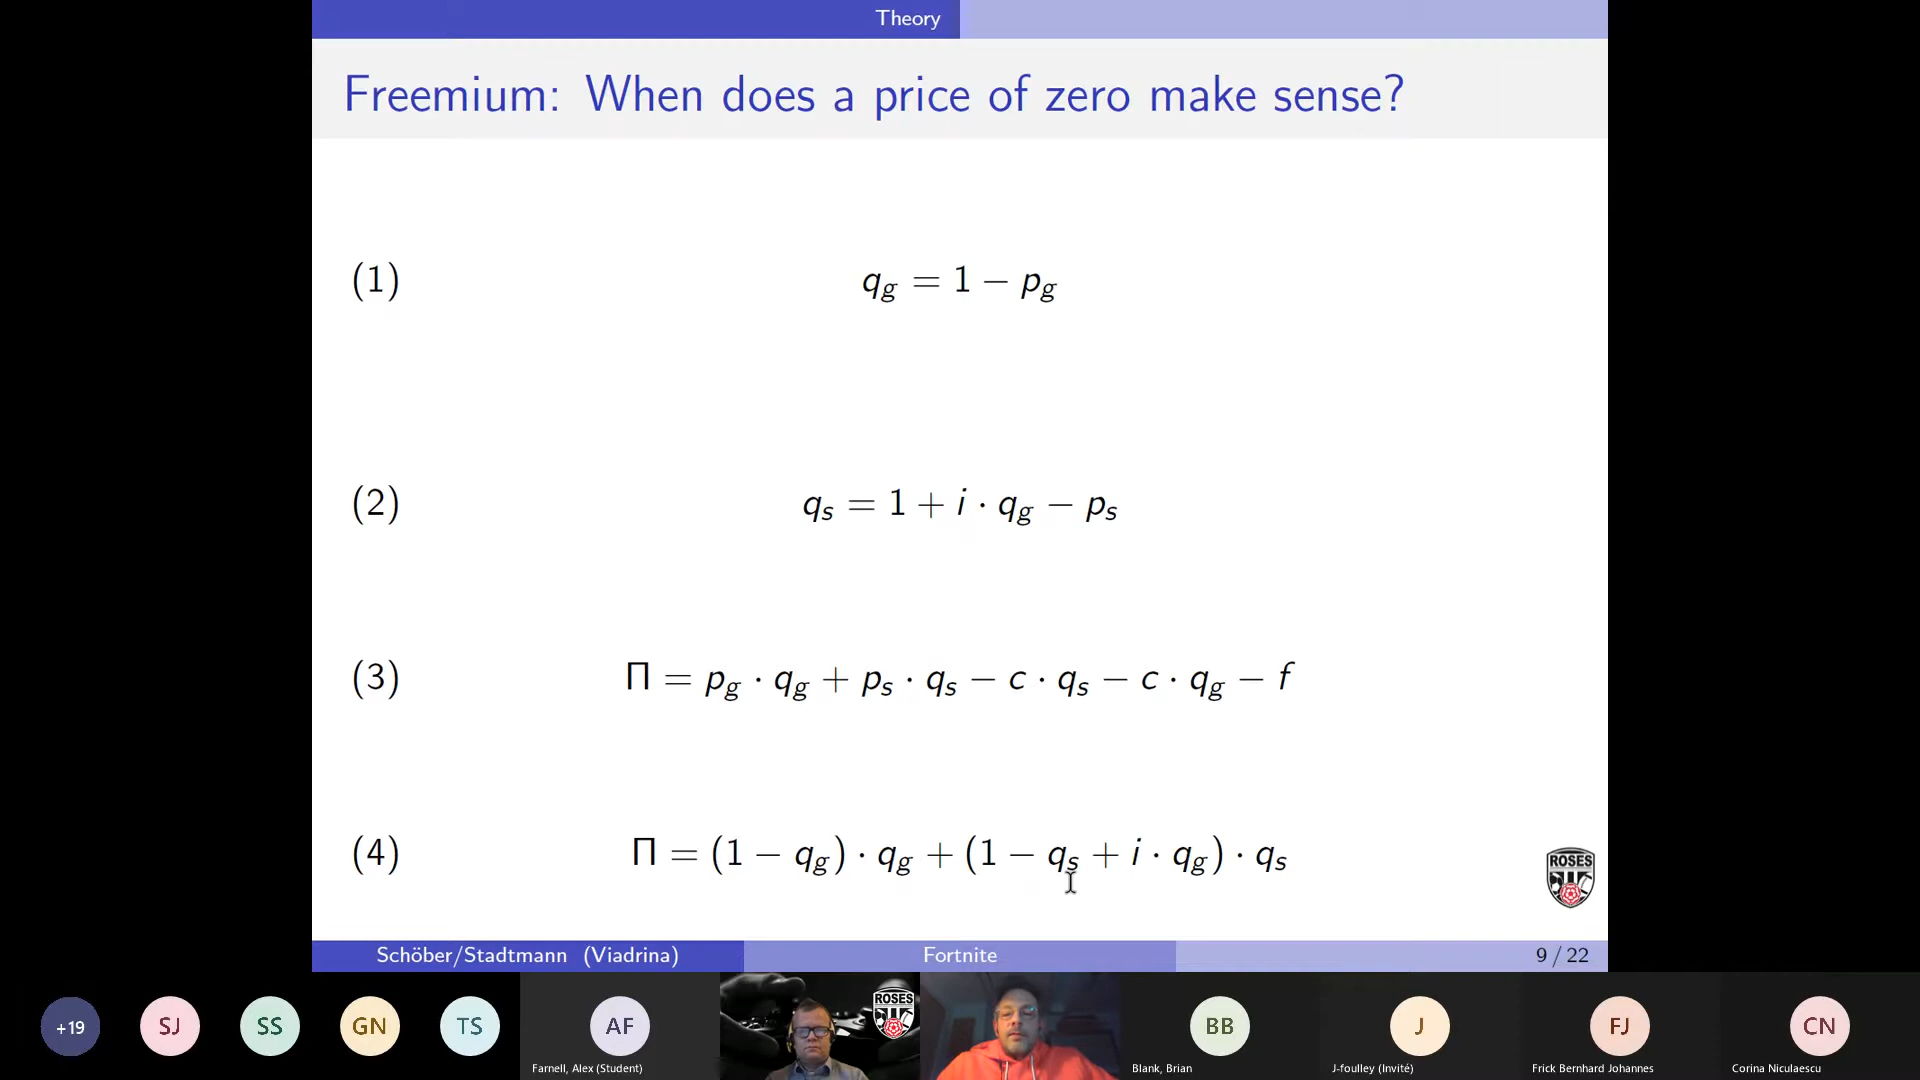 Theory
Freemium: When does a price of zero make sense?
(1) q_g = 1 − p_g
(2) q_s = 1 + i · q_g − p_s
(3) Π = p_g · q_g + p_s · q_s − c · q_s − c · q_g − f
(4) Π = (1 − q_g) · q_g + (1 − q_s + i · q_g) · q_s
ROSES
Schöber/Stadtmann (Viadrina) Fortnite 9 / 22
+19 SJ SS GN TS AF ROSES BB J FJ CN
Farnell, Alex (Student) Blank, Brian J-foulley (Invité) Frick Bernhard Johannes Corina Niculaescu